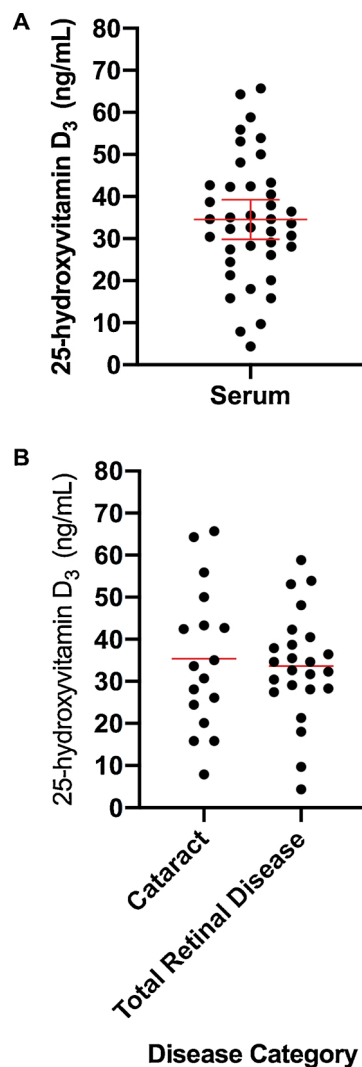 A
25-hydroxyvitamin D3 (ng/mL)
80
70
60
50
40
30
20
10
0
Serum
B
25-hydroxyvitamin D3 (ng/mL)
80
70
60
50
40
30
20
10
0
Cataract
Total Retinal Disease
Disease Category